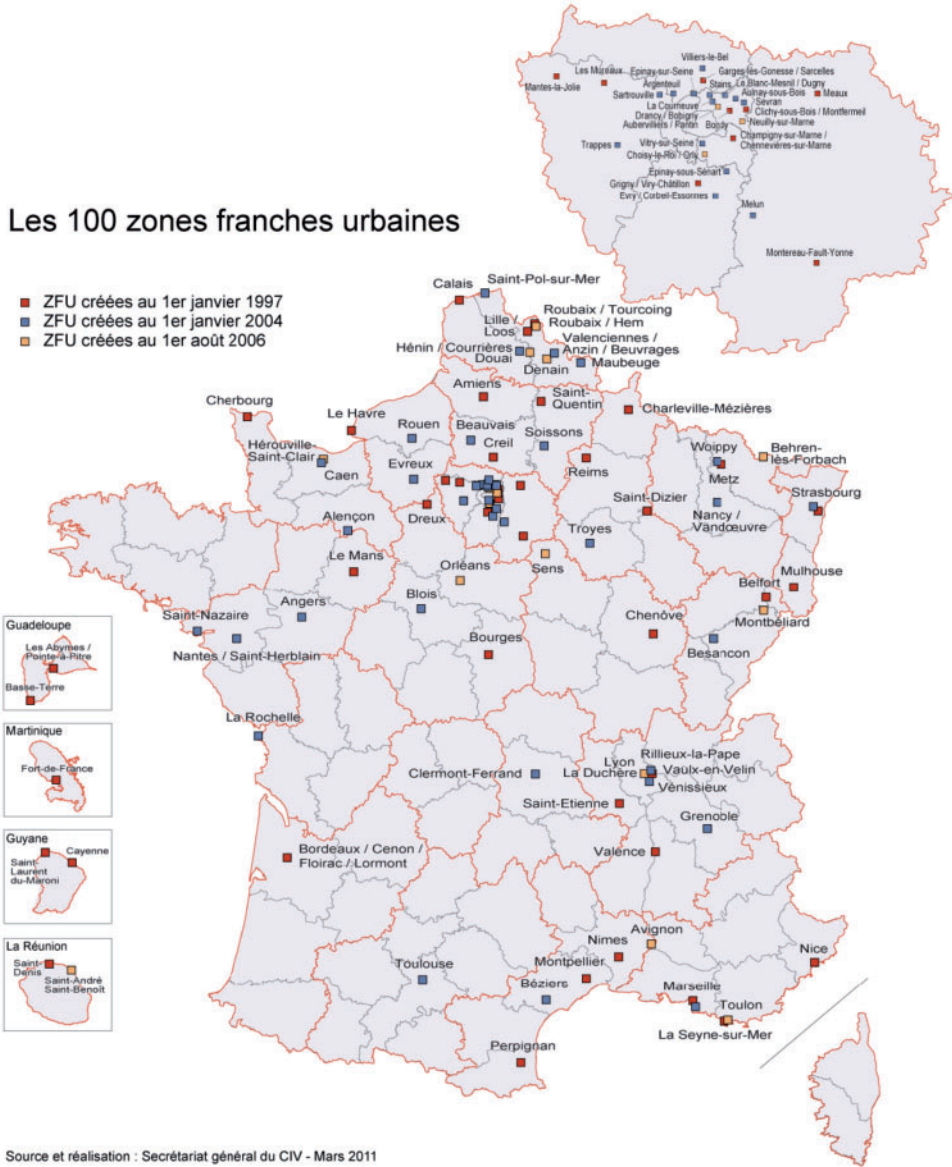 Villiers-le-Bel
Les Mureaux
Epinay-sur-Seine
Garges-lès-Gonesse / Sarcelles
Mantes-la-Jolie
Argenteuil
Stains
Le Blanc-Mesnil / Dugny
Sartrouville
Aulnay-sous-Bois
Meaux
Sevran
La Courneuve
Clichy-sous-Bois / Montfermeil
Drancy / Bobigny
Neuilly-sur-Marne
Aubervilliers / Pantin
Bondy
Champigny-sur-Marne /
Chennevières-sur-Marne
Trappes
Vitry-sur-Seine
Choisy-le-Roi / Orly
Epinay-sous-Sénart
Grigny / Viry-Châtillon
Evry / Corbeil-Essonnes
Melun
Montereau-Fault-Yonne
Les 100 zones franches urbaines
ZFU créées au 1er janvier 1997
ZFU créées au 1er janvier 2004
ZFU créées au 1er août 2006
Calais
Saint-Pol-sur-Mer
Lille /
Loos
Roubaix / Tourcoing
Roubaix / Hem
Hénin / Courrières
Douai
Valenciennes /
Anzin / Beuvrages
Denain
Maubeuge
Amiens
Saint-
Quentin
Charleville-Mézières
Cherbourg
Le Havre
Rouen
Beauvais
Creil
Soissons
Hérouville-
Saint-Clair
Caen
Evreux
Reims
Woippy
Metz
Behren-
lès-Forbach
Dreux
Saint-Dizier
Nancy /
Vandœuvre
Strasbourg
Alençon
Troyes
Le Mans
Orléans
Sens
Mulhouse
Belfort
Montbéliard
Saint-Nazaire
Angers
Blois
Chenôve
Besançon
Nantes / Saint-Herblain
Bourges
Guadeloupe
Les Abymes /
Pointe-à-Pitre
Basse-Terre
La Rochelle
Martinique
Fort-de-France
Clermont-Ferrand
Lyon
La Duchère
Rillieux-la-Pape
Vaulx-en-Velin
Vènissieux
Saint-Etienne
Grencole
Guyane
Cayenne
Saint-
Laurent
du-Maroni
Bordeaux / Cenon /
Floirac / Lormont
Valence
La Réunion
Saint-
Denis
Saint-André
Saint-Benoît
Avignon
Nimes
Montpellier
Nice
Toulouse
Béziers
Marseille
Toulon
La Seyne-sur-Mer
Perpignan
Source et réalisation : Secrétariat général du CIV - Mars 2011